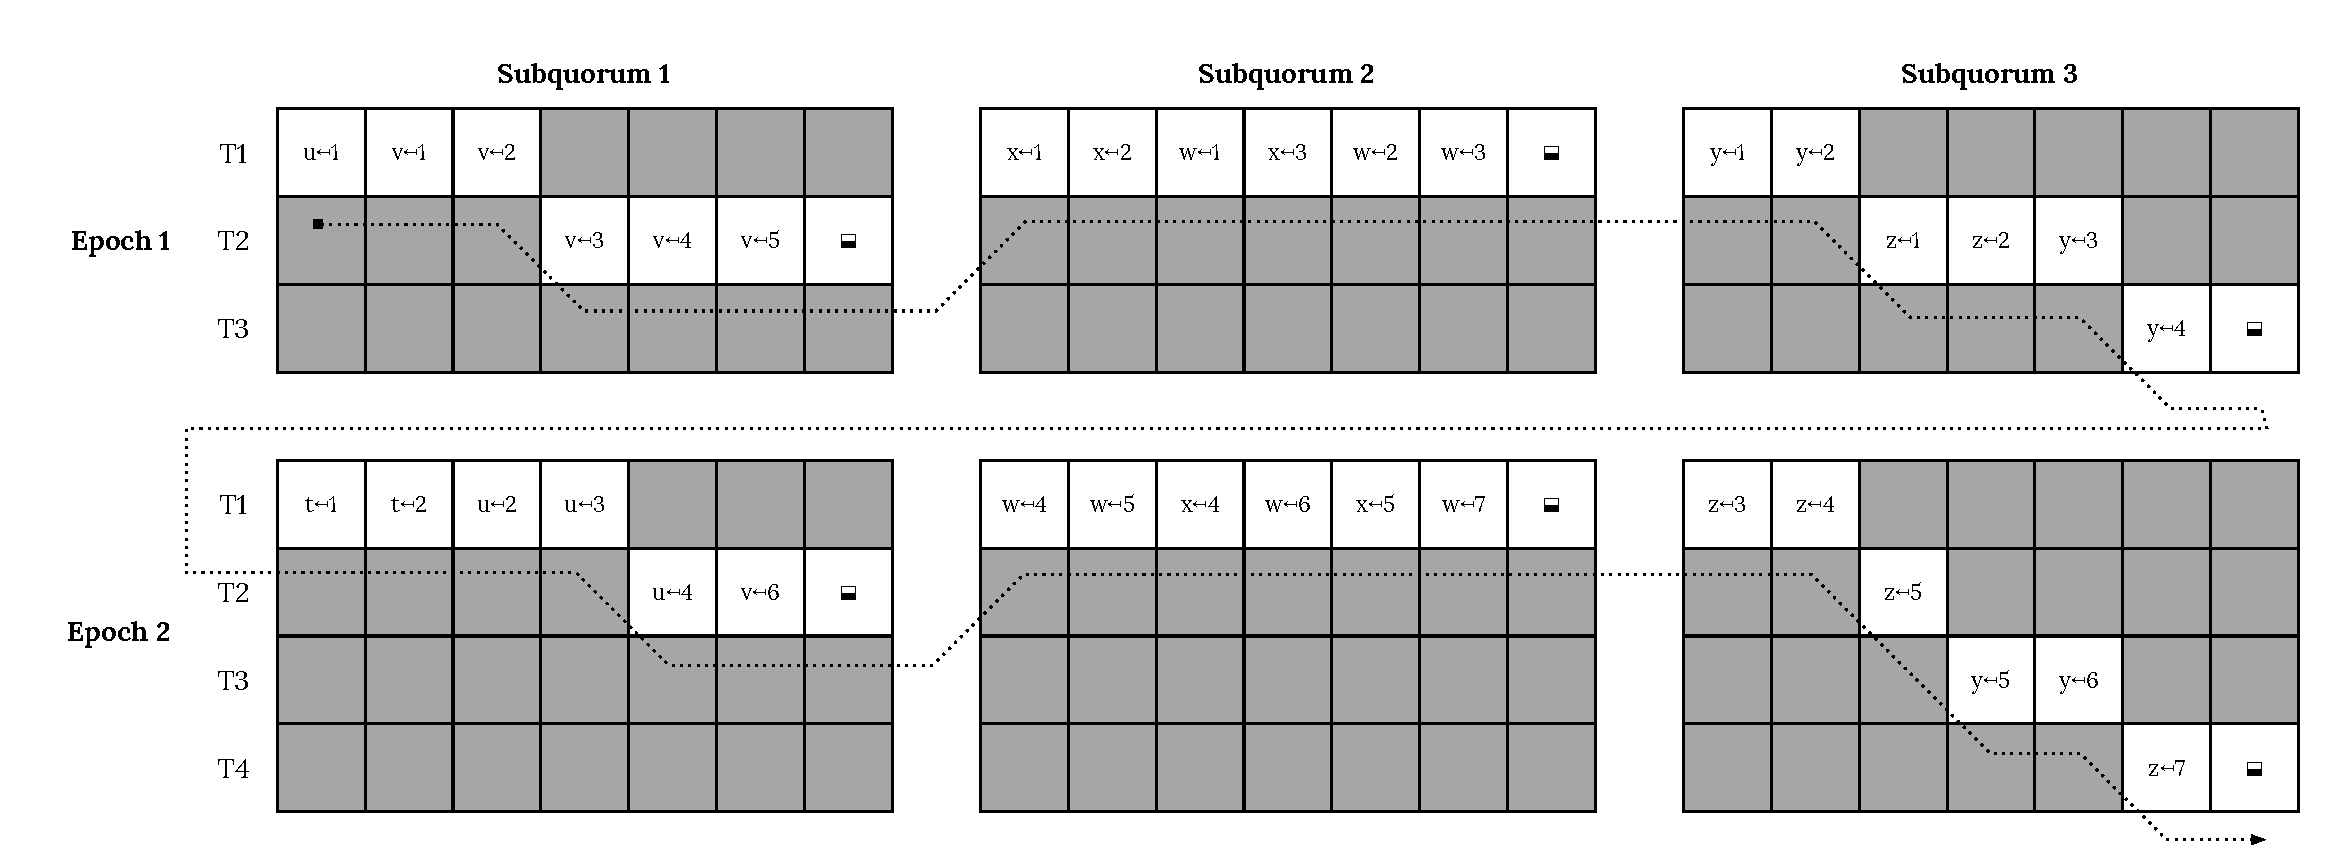 Subquorum 1 Subquorum 2 Subquorum 3
T1 u↤1 v↤1 v↤2 x↤1 x↤2 w↤1 x↤3 w↤2 w↤3 ⬓ y↤1 y↤2
Epoch 1 T2 v↤3 v↤4 v↤5 ⬓ z↤1 z↤2 y↤3
T3 y↤4 ⬓
T1 t↤1 t↤2 u↤2 u↤3 w↤4 w↤5 x↤4 w↤6 x↤5 w↤7 ⬓ z↤3 z↤4
T2 u↤4 v↤6 ⬓ z↤5
Epoch 2
T3 y↤5 y↤6
T4 z↤7 ⬓